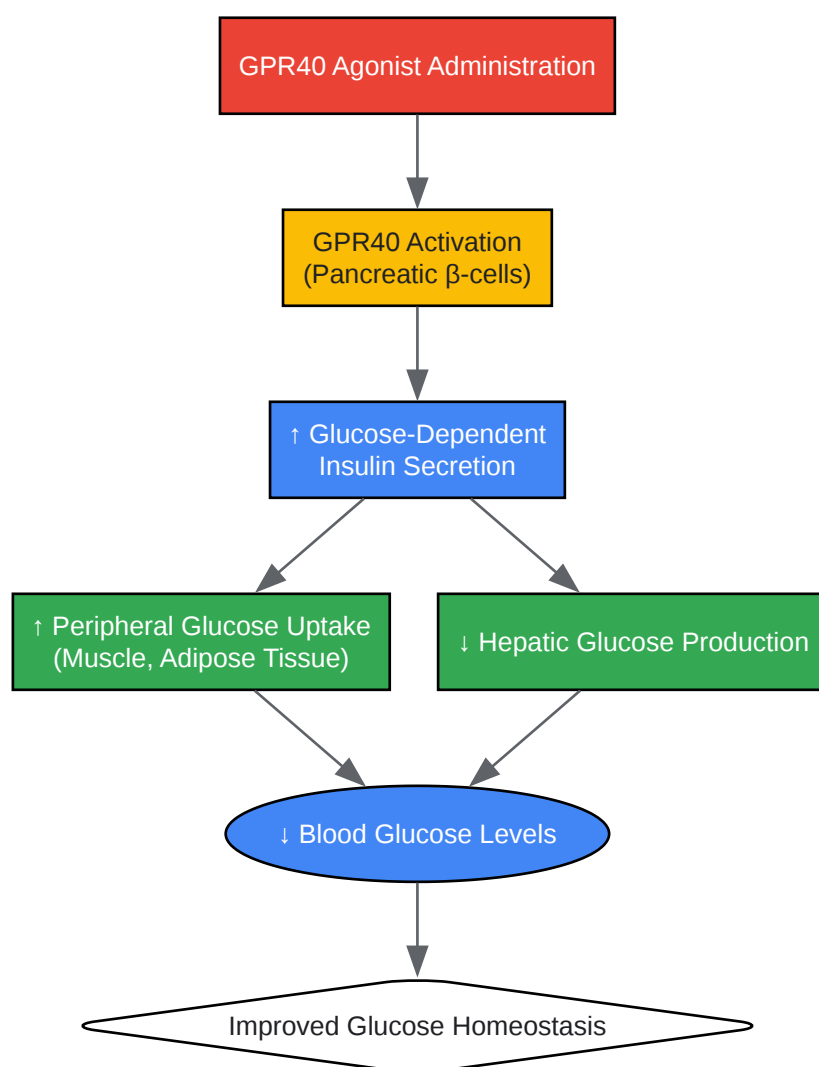 GPR40 Agonist Administration
GPR40 Activation
(Pancreatic β-cells)
↑ Glucose-Dependent
Insulin Secretion
↑ Peripheral Glucose Uptake
(Muscle, Adipose Tissue)
↓ Hepatic Glucose Production
↓ Blood Glucose Levels
Improved Glucose Homeostasis